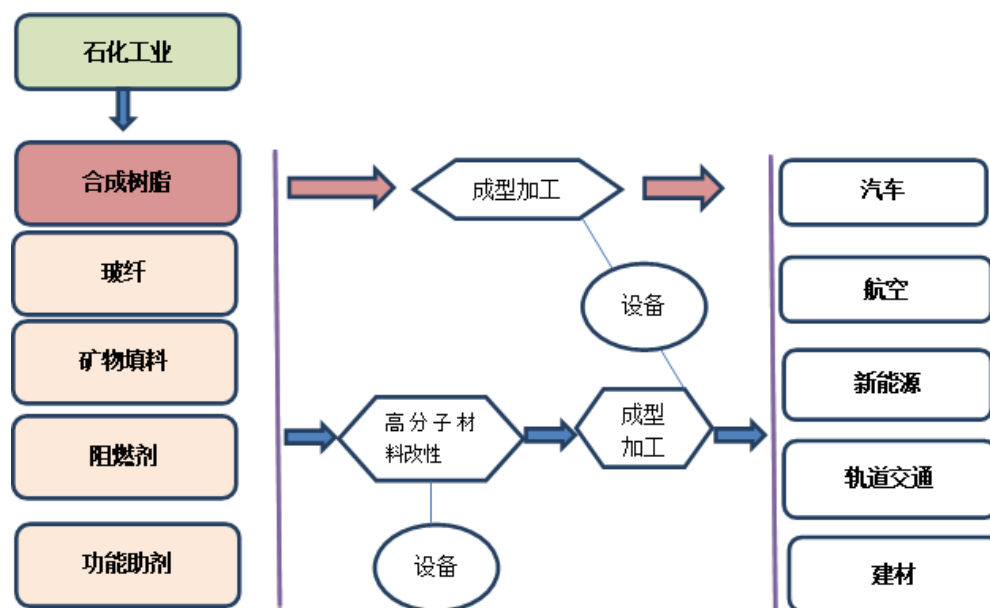 石化工业
合成树脂
玻纤
矿物填料
阻燃剂
功能助剂
成型加工
设备
高分子材
料改性
成型
加工
设备
汽车
航空
新能源
轨道交通
建材